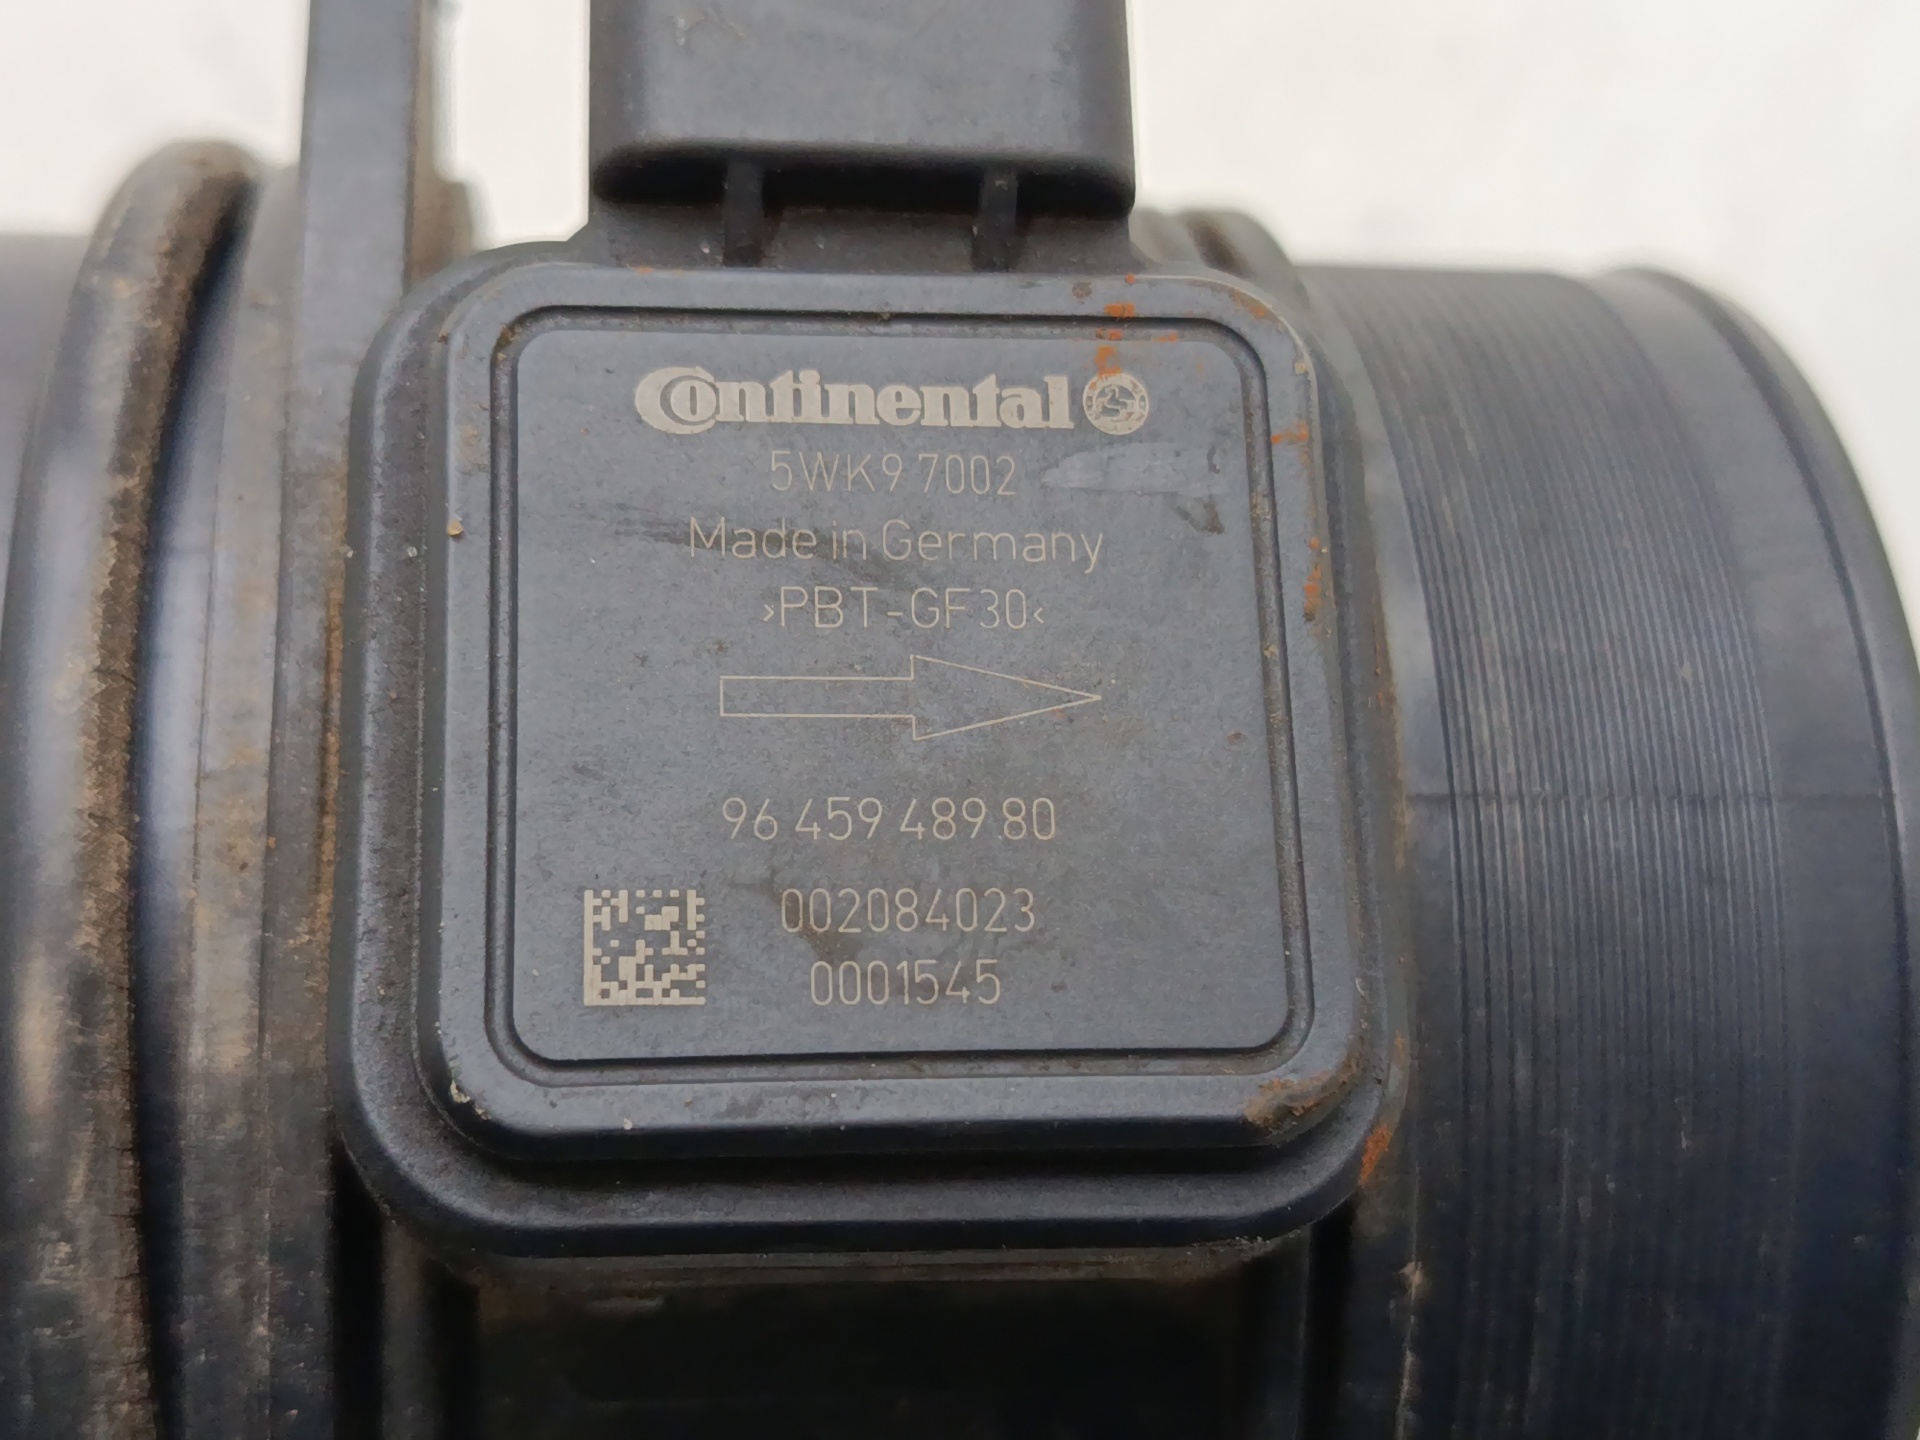 Continental
5WK9 7002
Made in Germany
›PBT-GF30‹
96 459 489 80
002084023
0001545